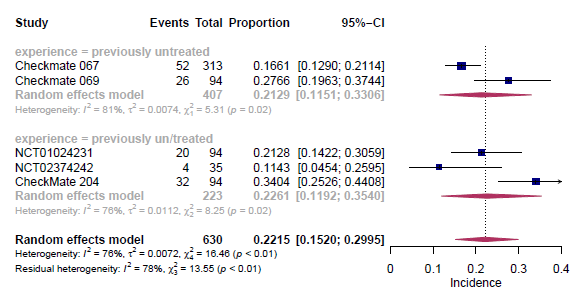 Study Events Total Proportion 95%−CI
experience = previously untreated
Checkmate 067 52 313 0.1661 [0.1290; 0.2114]
Checkmate 069 26 94 0.2766 [0.1963; 0.3744]
Random effects model 407 0.2129 [0.1151; 0.3306]
Heterogeneity: I² = 81%, τ² = 0.0074, χ²₁ = 5.31 (p = 0.02)
experience = previously un/treated
NCT01024231 20 94 0.2128 [0.1422; 0.3059]
NCT02374242 4 35 0.1143 [0.0454; 0.2595]
CheckMate 204 32 94 0.3404 [0.2526; 0.4408]
Random effects model 223 0.2261 [0.1192; 0.3540]
Heterogeneity: I² = 76%, τ² = 0.0112, χ²₂ = 8.25 (p = 0.02)
Random effects model 630 0.2215 [0.1520; 0.2995]
Heterogeneity: I² = 76%, τ² = 0.0072, χ²₄ = 16.46 (p < 0.01)
Residual heterogeneity: I² = 78%, χ²₃ = 13.55 (p < 0.01)
0 0.1 0.2 0.3 0.4
Incidence